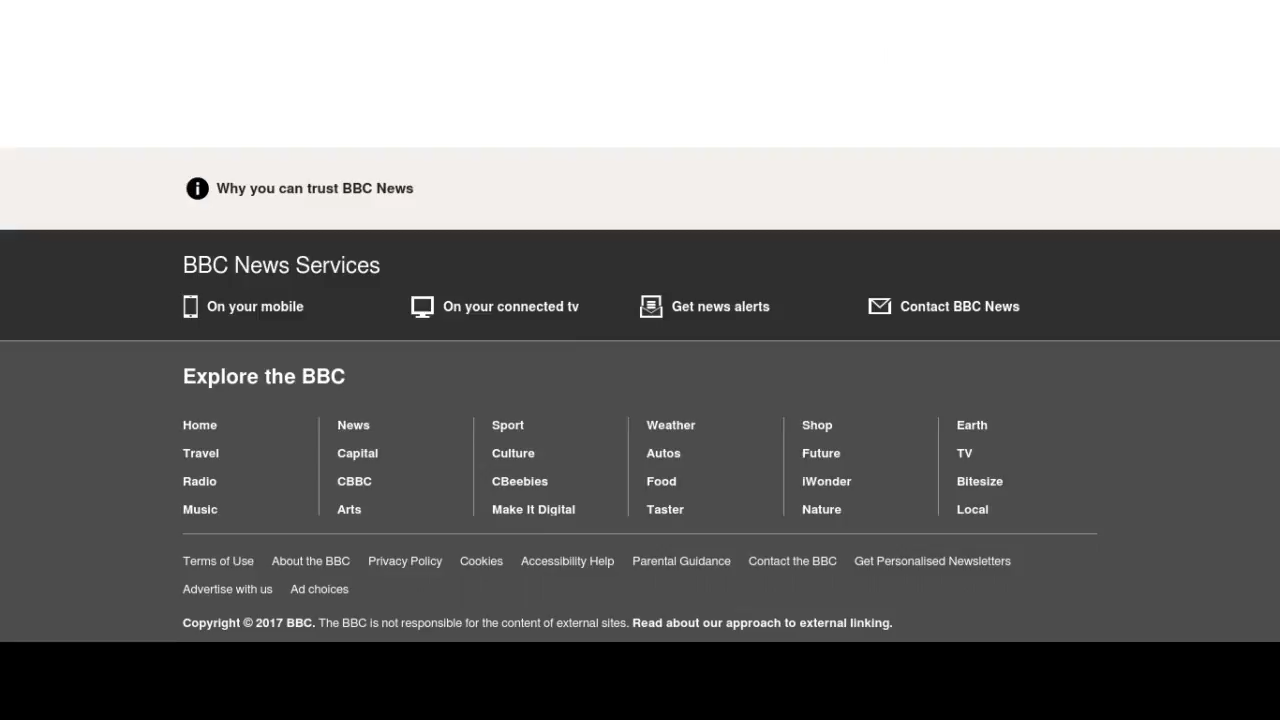 Why you can trust BBC News
BBC News Services
On your mobile On your connected tv Get news alerts Contact BBC News
Explore the BBC
Home News Sport Weather Shop Earth
Travel Capital Culture Autos Future TV
Radio CBBC CBeebies Food iWonder Bitesize
Music Arts Make It Digital Taster Nature Local
Terms of Use About the BBC Privacy Policy Cookies Accessibility Help Parental Guidance Contact the BBC Get Personalised Newsletters
Advertise with us Ad choices
Copyright © 2017 BBC. The BBC is not responsible for the content of external sites. Read about our approach to external linking.